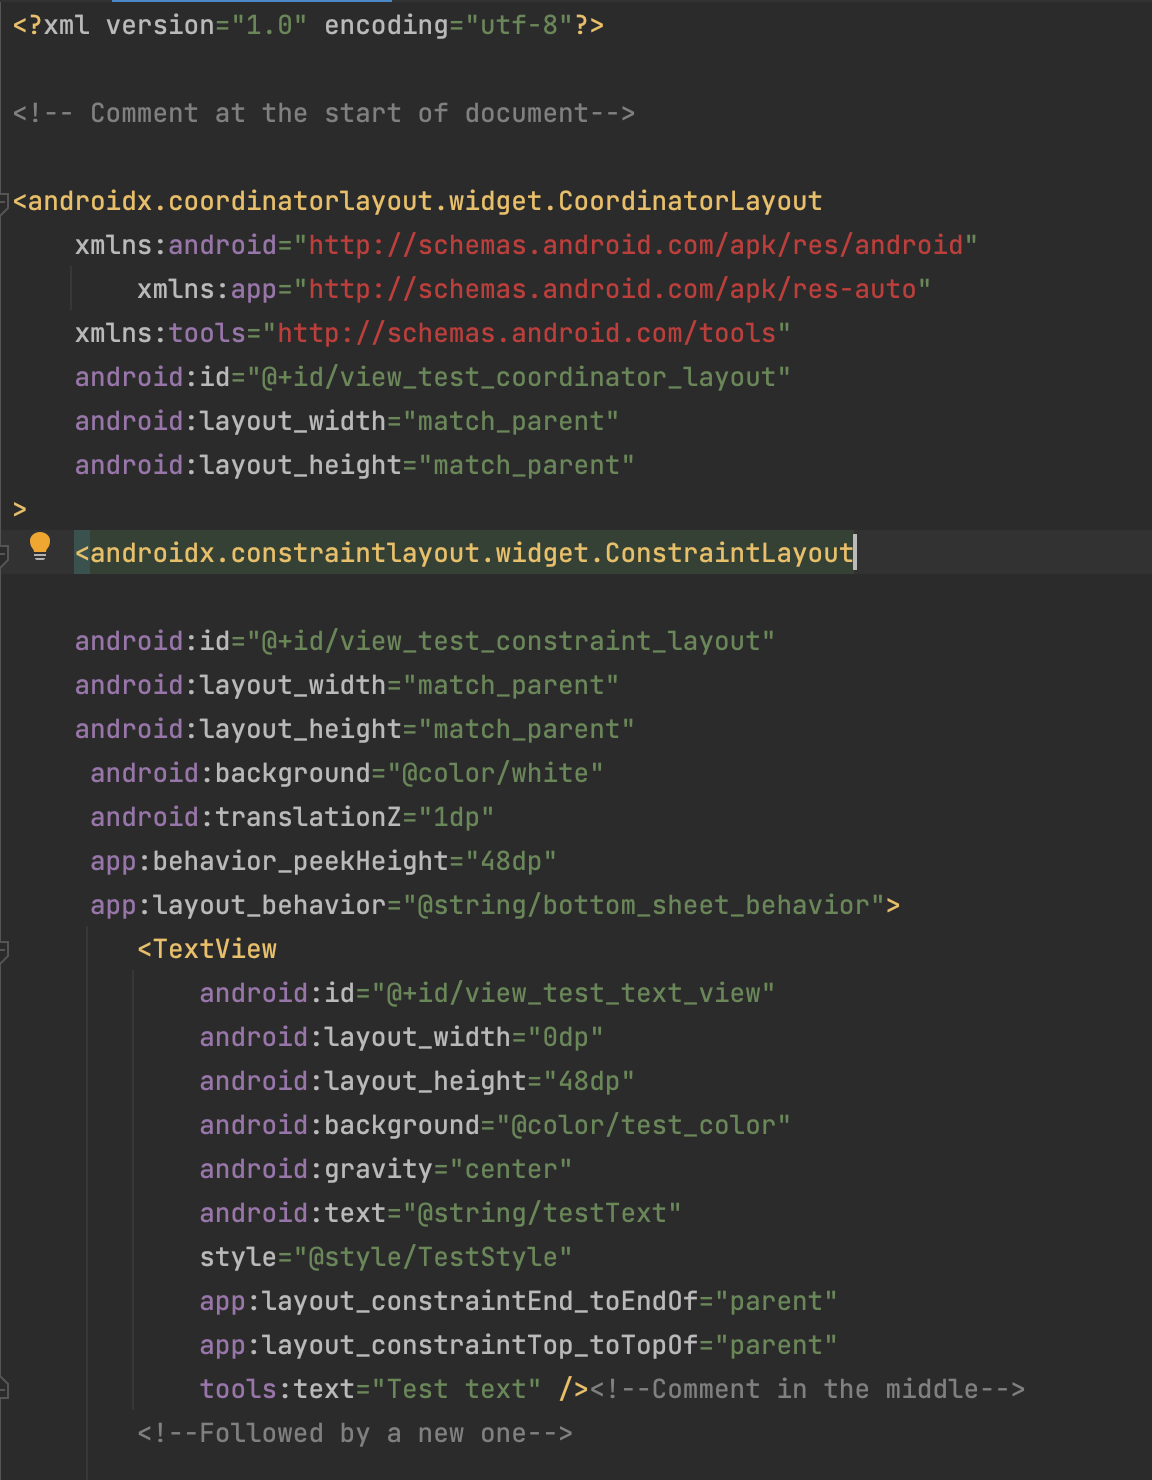 <?xml version="1.0" encoding="utf-8"?>
<!-- Comment at the start of document-->
<androidx.coordinatorlayout.widget.CoordinatorLayout
    xmlns:android="http://schemas.android.com/apk/res/android"
        xmlns:app="http://schemas.android.com/apk/res-auto"
    xmlns:tools="http://schemas.android.com/tools"
    android:id="@+id/view_test_coordinator_layout"
    android:layout_width="match_parent"
    android:layout_height="match_parent"
>
    <androidx.constraintlayout.widget.ConstraintLayout
    android:id="@+id/view_test_constraint_layout"
    android:layout_width="match_parent"
    android:layout_height="match_parent"
     android:background="@color/white"
     android:translationZ="1dp"
     app:behavior_peekHeight="48dp"
     app:layout_behavior="@string/bottom_sheet_behavior">
        <TextView
            android:id="@+id/view_test_text_view"
            android:layout_width="0dp"
            android:layout_height="48dp"
            android:background="@color/test_color"
            android:gravity="center"
            android:text="@string/testText"
            style="@style/TestStyle"
            app:layout_constraintEnd_toEndOf="parent"
            app:layout_constraintTop_toTopOf="parent"
            tools:text="Test text" /><!--Comment in the middle-->
        <!--Followed by a new one-->